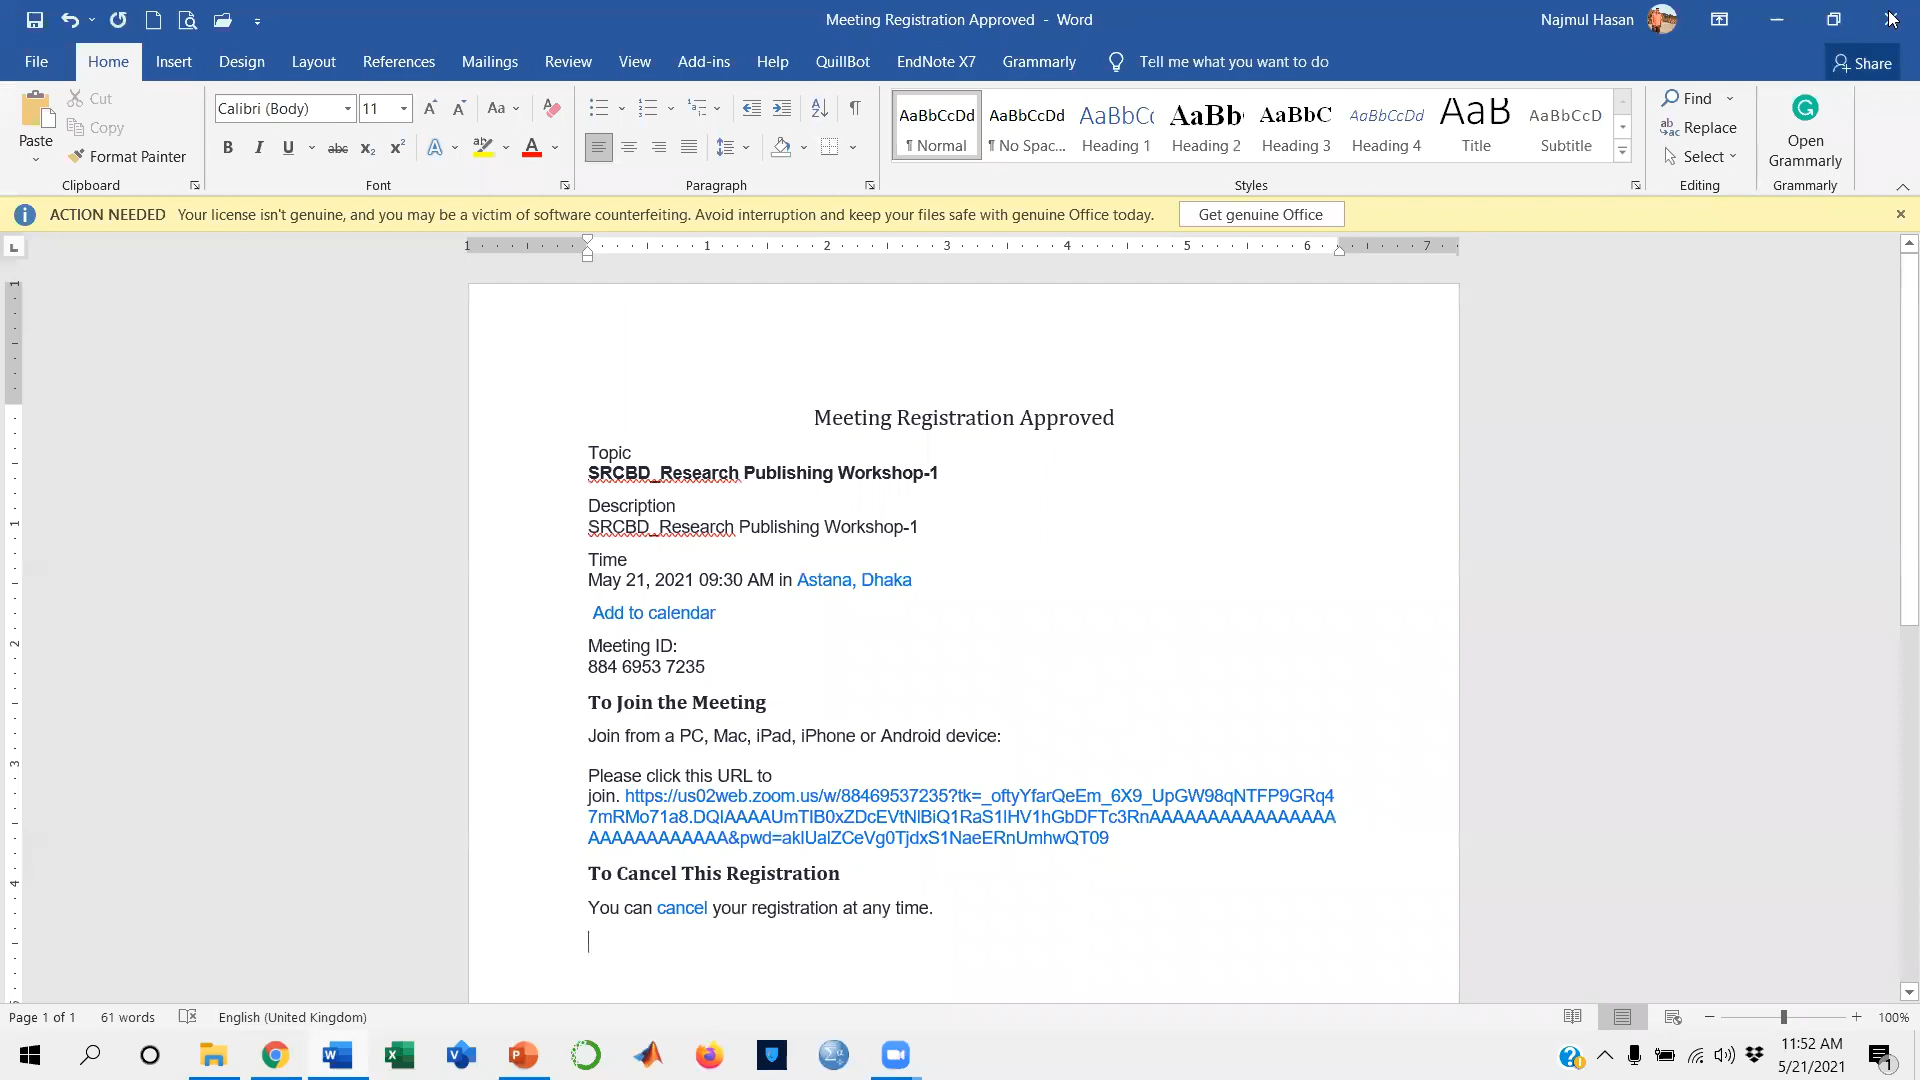 Meeting Registration Approved - Word
Najmul Hasan
File Home Insert Design Layout References Mailings Review View Add-ins Help QuillBot EndNote X7 Grammarly Tell me what you want to do Share
Paste
Cut
Copy
Format Painter
Clipboard
Calibri (Body) 11
Font
Paragraph
AaBbCcDd AaBbCcDd AaBbC AaBb AaBbC AaBbCcDd AaB AaBbCcD
¶ Normal ¶ No Spac... Heading 1 Heading 2 Heading 3 Heading 4 Title Subtitle
Styles
Find
Replace
Select
Editing
Open
Grammarly
Grammarly
ACTION NEEDED Your license isn't genuine, and you may be a victim of software counterfeiting. Avoid interruption and keep your files safe with genuine Office today. Get genuine Office
1 1 2 3 4 5 6 7
Meeting Registration Approved
Topic
SRCBD_Research Publishing Workshop-1
Description
SRCBD_Research Publishing Workshop-1
Time
May 21, 2021 09:30 AM in Astana, Dhaka
Add to calendar
Meeting ID:
884 6953 7235
To Join the Meeting
Join from a PC, Mac, iPad, iPhone or Android device:
Please click this URL to
join. https://us02web.zoom.us/w/88469537235?tk=_oftyYfarQeEm_6X9_UpGW98qNTFP9GRq4
7mRMo71a8.DQIAAAAUmTIB0xZDcEVtNlBiQ1RaS1lHV1hGbDFTc3RnAAAAAAAAAAAAAAAA
AAAAAAAAAAAA&pwd=aklUalZCeVg0TjdxS1NaeERnUmhwQT09
To Cancel This Registration
You can cancel your registration at any time.
Page 1 of 1 61 words English (United Kingdom) 100%
11:52 AM
5/21/2021